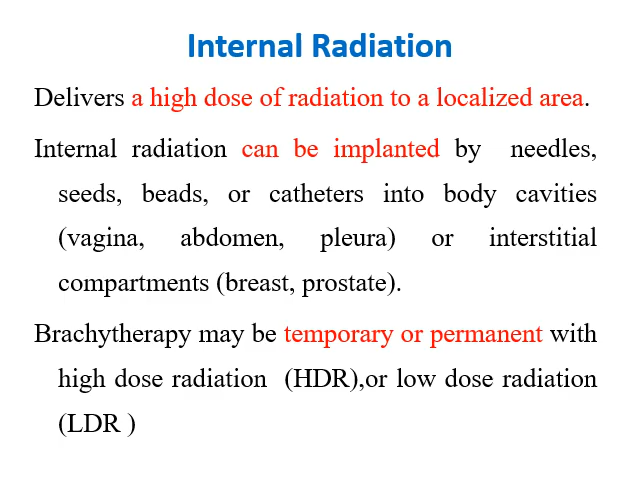 Internal Radiation
Delivers a high dose of radiation to a localized area.
Internal radiation can be implanted by needles,
seeds, beads, or catheters into body cavities
(vagina, abdomen, pleura) or interstitial
compartments (breast, prostate).
Brachytherapy may be temporary or permanent with
high dose radiation (HDR),or low dose radiation
(LDR )